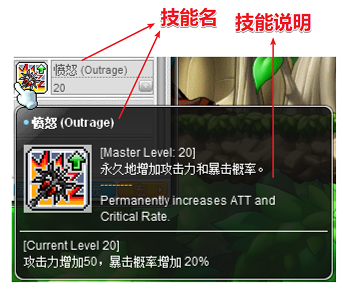 技能名
技能说明
愤怒 (Outrage)
20
愤怒 (Outrage)
[Master Level: 20]
永久地增加攻击力和暴击概率。
--------
Permanently increases ATT and
Critical Rate.
[Current Level 20]
攻击力增加50，暴击概率增加 20%